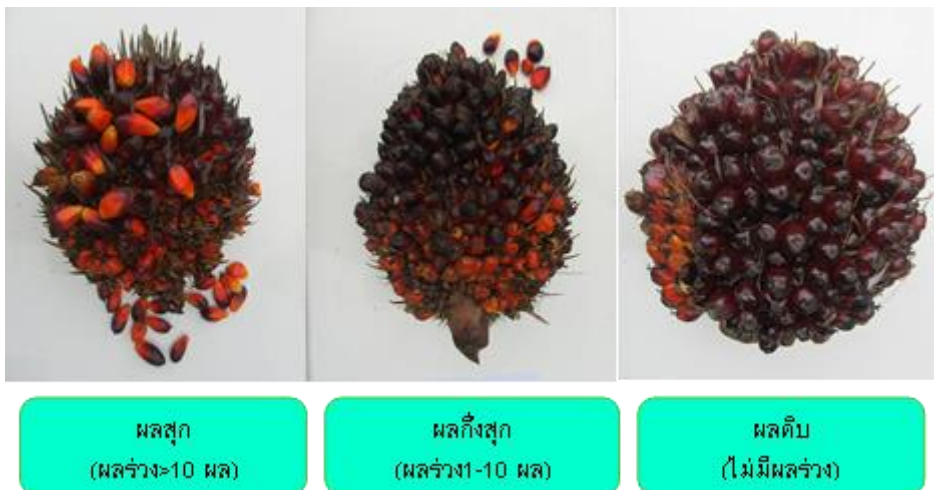 ผลสุก
(ผลร่วง>10 ผล)
ผลกึ่งสุก
(ผลร่วง1-10 ผล)
ผลดิบ
(ไม่มีผลร่วง)